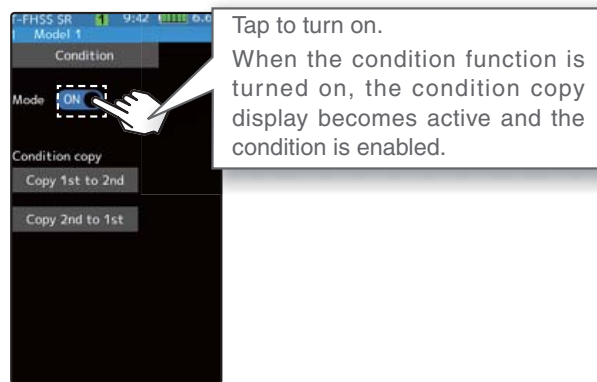 T-FHSS SR 1 9:42 6.6
Model 1
Condition
Mode ON
Condition copy
Copy 1st to 2nd
Copy 2nd to 1st
Tap to turn on.
When the condition function is
turned on, the condition copy
display becomes active and the
condition is enabled.